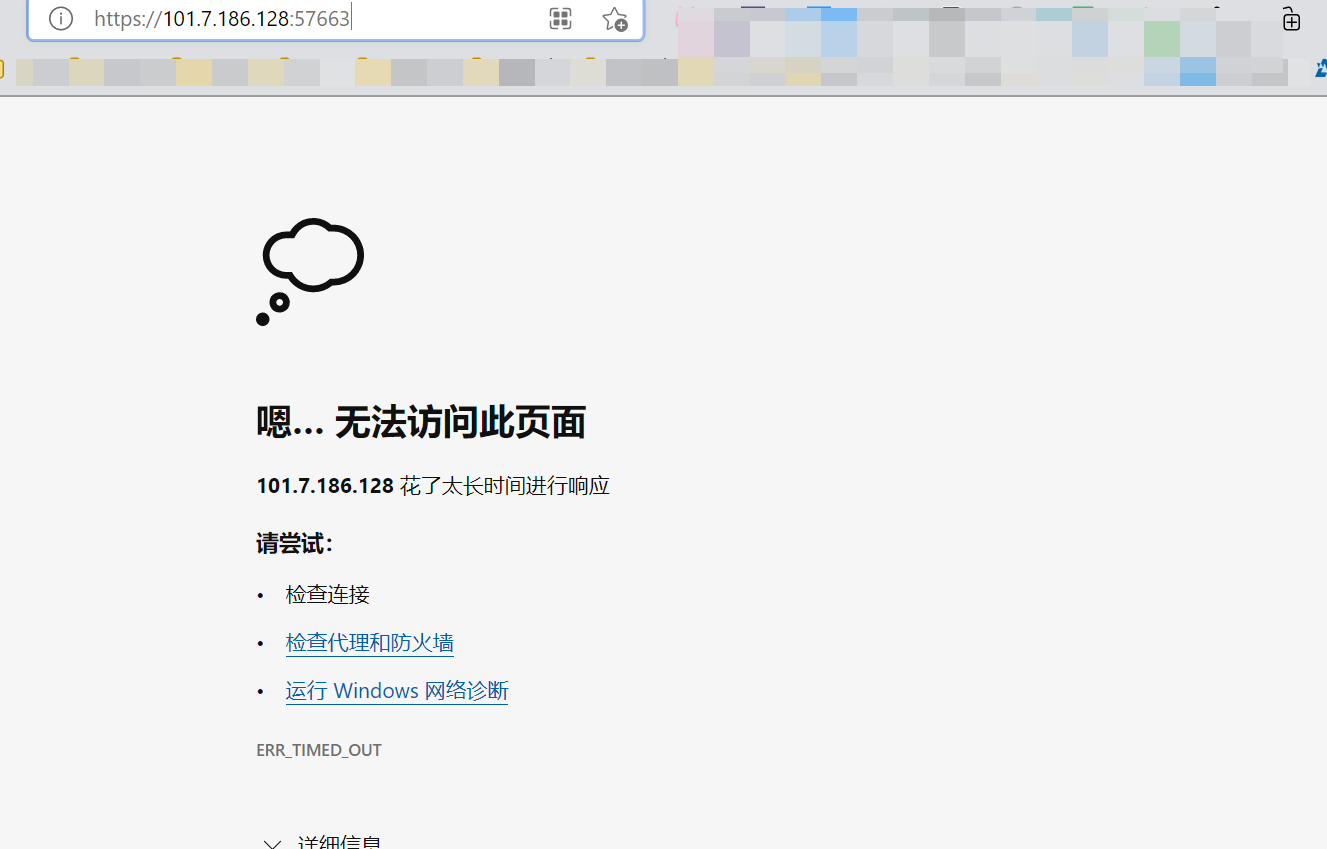 https://101.7.186.128:57663
嗯… 无法访问此页面
101.7.186.128 花了太长时间进行响应
请尝试：
• 检查连接
• 检查代理和防火墙
• 运行 Windows 网络诊断
ERR_TIMED_OUT
详细信息